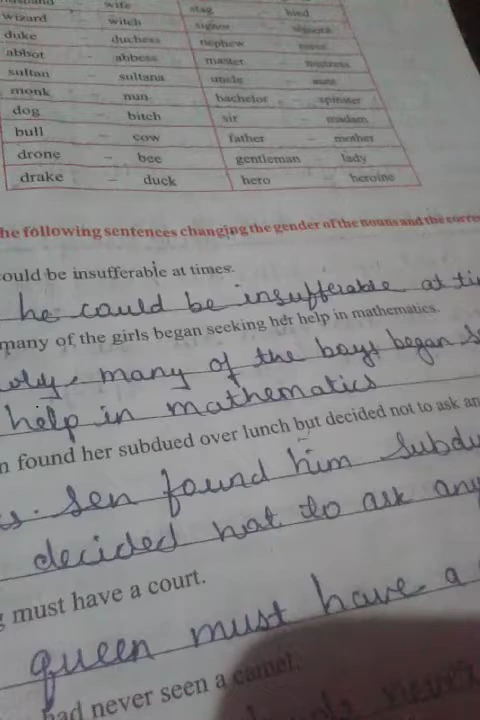 wife stag hind
wizard – witch signor
duke – duchess nephew
abbot – abbess master – mistress
sultan – sultana uncle – aunt
monk – nun bachelor – spinster
dog – bitch sir – madam
bull – cow father – mother
drone – bee gentleman – lady
drake – duck hero – heroine
he following sentences changing the gender of the nouns and the corre
ould be insufferable at times.
he could be insufferable at ti
many of the girls began seeking her help in mathematics.
many of the boys began s
help in mathematics
n found her subdued over lunch but decided not to ask an
s. Sen found him subdu
decided not to ask any
g must have a court.
queen must have a
had never seen a camel.
never